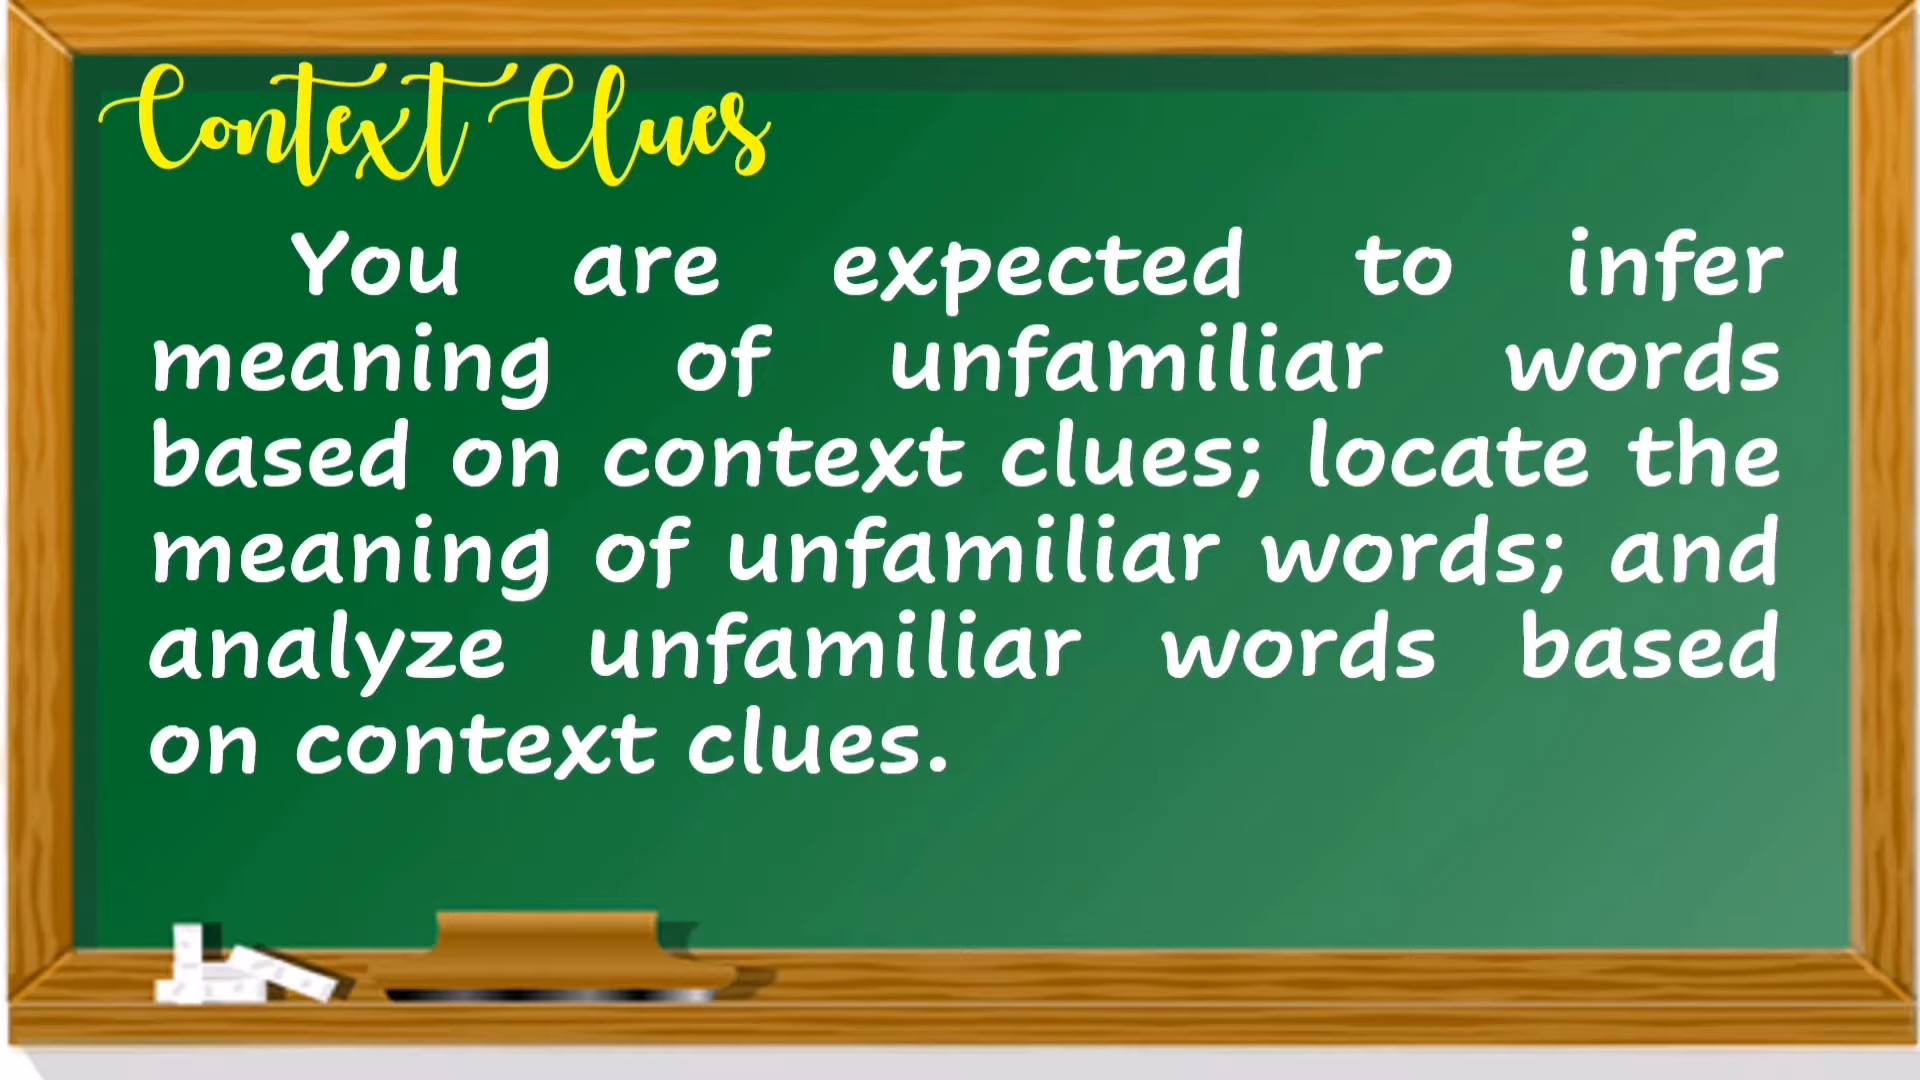 Context Clues
You are expected to infer
meaning of unfamiliar words
based on context clues; locate the
meaning of unfamiliar words; and
analyze unfamiliar words based
on context clues.